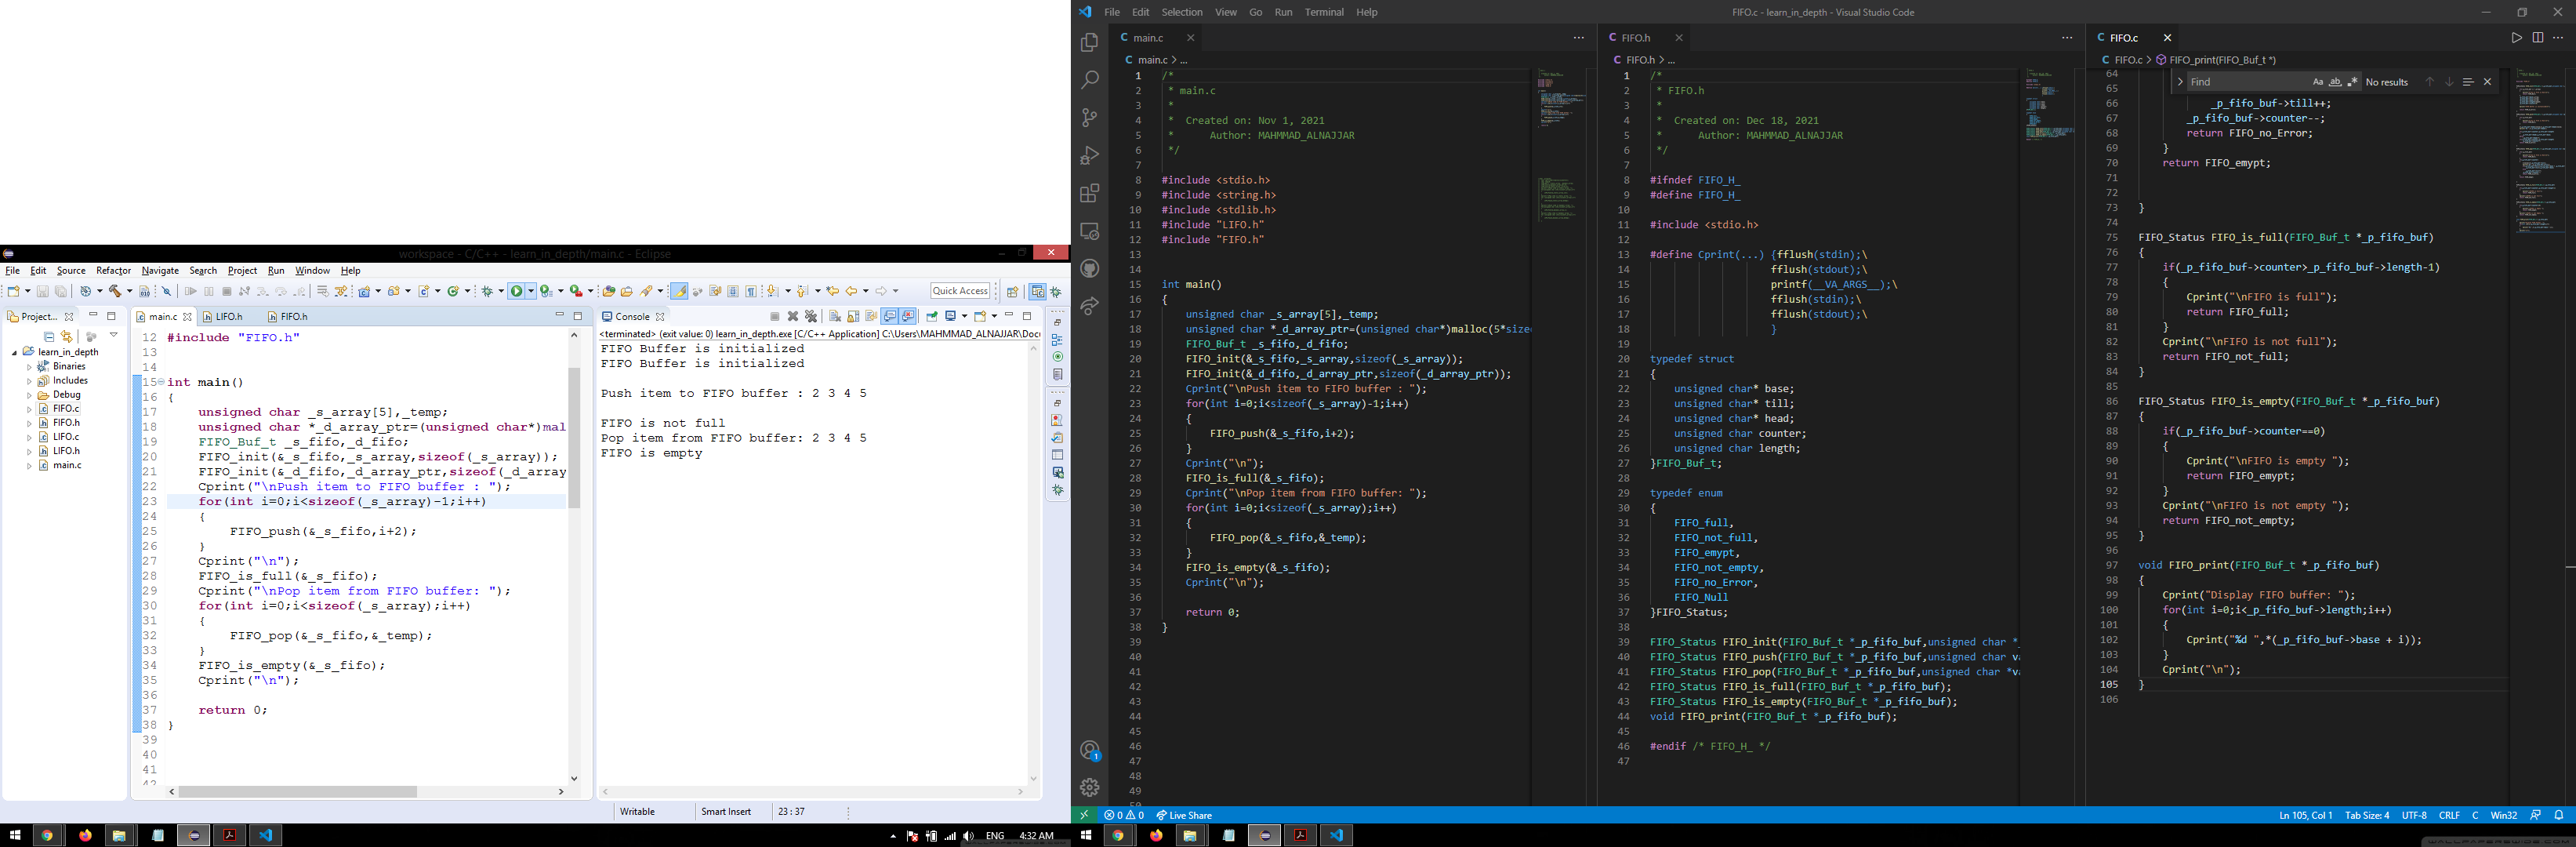 workspace - C/C++ - learn_in_depth/main.c - Eclipse
File Edit Source Refactor Navigate Search Project Run Window Help
Quick Access
Project...
learn_in_depth
Binaries
Includes
Debug
FIFO.c
FIFO.h
LIFO.c
LIFO.h
main.c
main.c LIFO.h FIFO.h
12 #include "FIFO.h"
13
14
15 int main()
16 {
17 unsigned char _s_array[5],_temp;
18 unsigned char *_d_array_ptr=(unsigned char*)mal
19 FIFO_Buf_t _s_fifo,_d_fifo;
20 FIFO_init(&_s_fifo,_s_array,sizeof(_s_array));
21 FIFO_init(&_d_fifo,_d_array_ptr,sizeof(_d_array
22 Cprint("\nPush item to FIFO buffer : ");
23 for(int i=0;i<sizeof(_s_array)-1;i++)
24 {
25 FIFO_push(&_s_fifo,i+2);
26 }
27 Cprint("\n");
28 FIFO_is_full(&_s_fifo);
29 Cprint("\nPop item from FIFO buffer: ");
30 for(int i=0;i<sizeof(_s_array);i++)
31 {
32 FIFO_pop(&_s_fifo,&_temp);
33 }
34 FIFO_is_empty(&_s_fifo);
35 Cprint("\n");
36
37 return 0;
38 }
39
40
41
42
Console
<terminated> (exit value: 0) learn_in_depth.exe [C/C++ Application] C:\Users\MAHMMAD_ALNAJJAR\Docu
FIFO Buffer is initialized
FIFO Buffer is initialized
Push item to FIFO buffer : 2 3 4 5
FIFO is not full
Pop item from FIFO buffer: 2 3 4 5
FIFO is empty
Writable Smart Insert 23 : 37
ENG 4:32 AM
File Edit Selection View Go Run Terminal Help
FIFO.c - learn_in_depth - Visual Studio Code
C main.c
C main.c > ...
1 /*
2 * main.c
3 *
4 * Created on: Nov 1, 2021
5 * Author: MAHMMAD_ALNAJJAR
6 */
7
8 #include <stdio.h>
9 #include <string.h>
10 #include <stdlib.h>
11 #include "LIFO.h"
12 #include "FIFO.h"
13
14
15 int main()
16 {
17 unsigned char _s_array[5],_temp;
18 unsigned char *_d_array_ptr=(unsigned char*)malloc(5*size
19 FIFO_Buf_t _s_fifo,_d_fifo;
20 FIFO_init(&_s_fifo,_s_array,sizeof(_s_array));
21 FIFO_init(&_d_fifo,_d_array_ptr,sizeof(_d_array_ptr));
22 Cprint("\nPush item to FIFO buffer : ");
23 for(int i=0;i<sizeof(_s_array)-1;i++)
24 {
25 FIFO_push(&_s_fifo,i+2);
26 }
27 Cprint("\n");
28 FIFO_is_full(&_s_fifo);
29 Cprint("\nPop item from FIFO buffer: ");
30 for(int i=0;i<sizeof(_s_array);i++)
31 {
32 FIFO_pop(&_s_fifo,&_temp);
33 }
34 FIFO_is_empty(&_s_fifo);
35 Cprint("\n");
36
37 return 0;
38 }
39
40
41
42
43
44
45
46
47
48
49
50
C FIFO.h
C FIFO.h > ...
1 /*
2 * FIFO.h
3 *
4 * Created on: Dec 18, 2021
5 * Author: MAHMMAD_ALNAJJAR
6 */
7
8 #ifndef FIFO_H_
9 #define FIFO_H_
10
11 #include <stdio.h>
12
13 #define Cprint(...) {fflush(stdin);\
14 fflush(stdout);\
15 printf(__VA_ARGS__);\
16 fflush(stdin);\
17 fflush(stdout);\
18 }
19
20 typedef struct
21 {
22 unsigned char* base;
23 unsigned char* till;
24 unsigned char* head;
25 unsigned char counter;
26 unsigned char length;
27 }FIFO_Buf_t;
28
29 typedef enum
30 {
31 FIFO_full,
32 FIFO_not_full,
33 FIFO_emypt,
34 FIFO_not_empty,
35 FIFO_no_Error,
36 FIFO_Null
37 }FIFO_Status;
38
39 FIFO_Status FIFO_init(FIFO_Buf_t *_p_fifo_buf,unsigned char *_
40 FIFO_Status FIFO_push(FIFO_Buf_t *_p_fifo_buf,unsigned char va
41 FIFO_Status FIFO_pop(FIFO_Buf_t *_p_fifo_buf,unsigned char *va
42 FIFO_Status FIFO_is_full(FIFO_Buf_t *_p_fifo_buf);
43 FIFO_Status FIFO_is_empty(FIFO_Buf_t *_p_fifo_buf);
44 void FIFO_print(FIFO_Buf_t *_p_fifo_buf);
45
46 #endif /* FIFO_H_ */
47
C FIFO.c
C FIFO.c > FIFO_print(FIFO_Buf_t *)
Find Aa ab No results
64
65
66 _p_fifo_buf->till++;
67 _p_fifo_buf->counter--;
68 return FIFO_no_Error;
69 }
70 return FIFO_emypt;
71
72
73 }
74
75 FIFO_Status FIFO_is_full(FIFO_Buf_t *_p_fifo_buf)
76 {
77 if(_p_fifo_buf->counter>_p_fifo_buf->length-1)
78 {
79 Cprint("\nFIFO is full");
80 return FIFO_full;
81 }
82 Cprint("\nFIFO is not full");
83 return FIFO_not_full;
84 }
85
86 FIFO_Status FIFO_is_empty(FIFO_Buf_t *_p_fifo_buf)
87 {
88 if(_p_fifo_buf->counter==0)
89 {
90 Cprint("\nFIFO is empty ");
91 return FIFO_emypt;
92 }
93 Cprint("\nFIFO is not empty ");
94 return FIFO_not_empty;
95 }
96
97 void FIFO_print(FIFO_Buf_t *_p_fifo_buf)
98 {
99 Cprint("Display FIFO buffer: ");
100 for(int i=0;i<_p_fifo_buf->length;i++)
101 {
102 Cprint("%d ",*(_p_fifo_buf->base + i));
103 }
104 Cprint("\n");
105 }
106
1
0 0 Live Share
Ln 105, Col 1 Tab Size: 4 UTF-8 CRLF C Win32